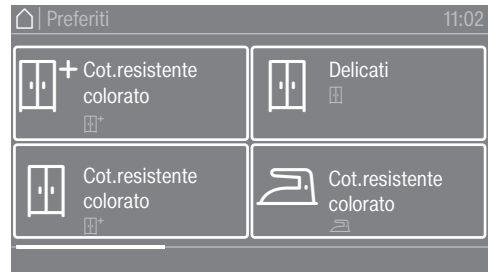 Preferiti 11:02
Cot.resistente
colorato
Delicati
Cot.resistente
colorato
Cot.resistente
colorato